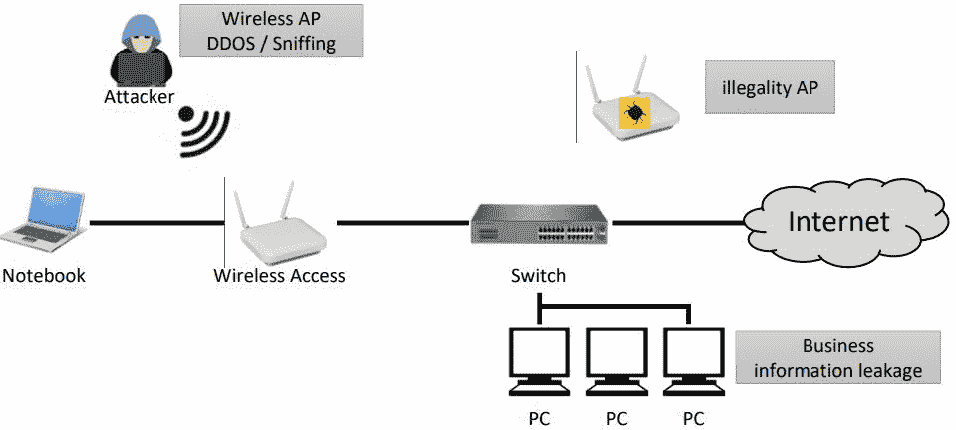 Wireless AP
DDOS / Sniffing
Attacker
illegality AP
Internet
Notebook
Wireless Access
Switch
Business
information leakage
PC
PC
PC